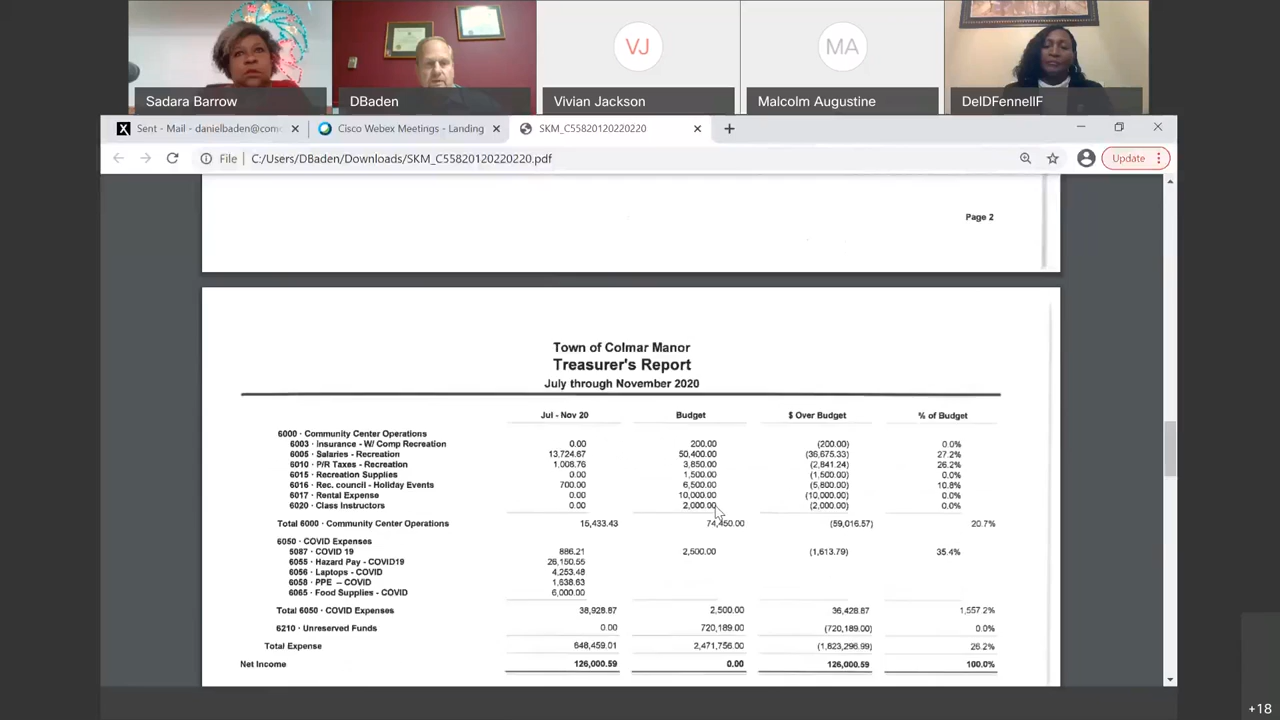 VJ
MA
Sadara Barrow
DBaden
Vivian Jackson
Malcolm Augustine
DelDFennellF
X Sent - Mail - danielbaden@com
Cisco Webex Meetings - Landing
SKM_C55820120220220
File C:/Users/DBaden/Downloads/SKM_C55820120220220.pdf
Update
Page 2
Town of Colmar Manor
Treasurer's Report
July through November 2020
Jul - Nov 20 Budget $ Over Budget % of Budget
6000 · Community Center Operations
6003 · Insurance - W/ Comp Recreation 0.00 200.00 (200.00) 0.0%
6005 · Salaries - Recreation 13,724.67 50,400.00 (36,675.33) 27.2%
6010 · P/R Taxes - Recreation 1,008.76 3,850.00 (2,841.24) 26.2%
6015 · Recreation Supplies 0.00 1,500.00 (1,500.00) 0.0%
6016 · Rec. council - Holiday Events 700.00 6,500.00 (5,800.00) 10.8%
6017 · Rental Expense 0.00 10,000.00 (10,000.00) 0.0%
6020 · Class Instructors 0.00 2,000.00 (2,000.00) 0.0%
Total 6000 · Community Center Operations 15,433.43 74,450.00 (59,016.57) 20.7%
6050 · COVID Expenses
5087 · COVID 19 886.21 2,500.00 (1,613.79) 35.4%
6055 · Hazard Pay - COVID19 26,150.55
6056 · Laptops - COVID 4,253.48
6058 · PPE – COVID 1,638.63
6065 · Food Supplies - COVID 6,000.00
Total 6050 · COVID Expenses 38,928.87 2,500.00 36,428.87 1,557.2%
6210 · Unreserved Funds 0.00 720,189.00 (720,189.00) 0.0%
Total Expense 648,459.01 2,471,756.00 (1,823,296.99) 26.2%
Net Income 126,000.59 0.00 126,000.59 100.0%
+18